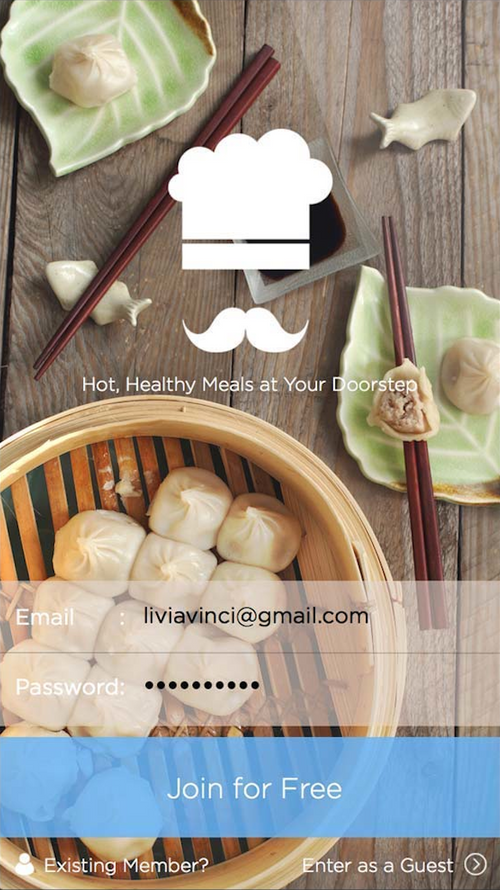 Hot, Healthy Meals at Your Doorstep
Email : liviavinci@gmail.com
Password: ••••••••••
Join for Free
Existing Member? Enter as a Guest